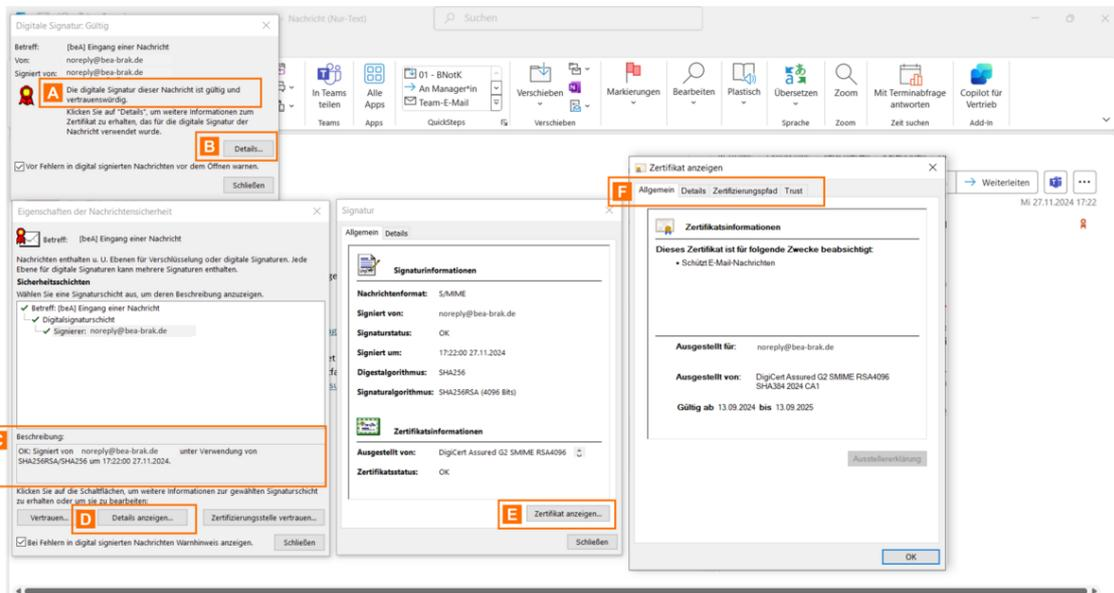 Nachricht (Nur-Text)
Suchen
In Teams teilen
Teams
Alle Apps
Apps
01 - BNotK
An Manager*in
Team-E-Mail
QuickSteps
Verschieben
Verschieben
Markierungen
Bearbeiten
Plastisch
Übersetzen
Sprache
Zoom
Zoom
Mit Terminabfrage antworten
Zeit suchen
Copilot für Vertrieb
Add-In
Weiterleiten
Mi 27.11.2024 17:22
Digitale Signatur: Gültig
Betreff: [beA] Eingang einer Nachricht
Von: noreply@bea-brak.de
Signiert von: noreply@bea-brak.de
A
Die digitale Signatur dieser Nachricht ist gültig und
vertrauenswürdig.
Klicken Sie auf "Details", um weitere Informationen zum
Zertifikat zu erhalten, das für die digitale Signatur der
Nachricht verwendet wurde.
B
Details...
Vor Fehlern in digital signierten Nachrichten vor dem Öffnen warnen.
Schließen
Eigenschaften der Nachrichtensicherheit
Betreff: [beA] Eingang einer Nachricht
Nachrichten enthalten u. U. Ebenen für Verschlüsselung oder digitale Signaturen. Jede
Ebene für digitale Signaturen kann mehrere Signaturen enthalten.
Sicherheitsschichten
Wählen Sie eine Signaturschicht aus, um deren Beschreibung anzuzeigen.
Betreff: [beA] Eingang einer Nachricht
Digitalsignaturschicht
Signierer: noreply@bea-brak.de
C
Beschreibung:
OK: Signiert von noreply@bea-brak.de unter Verwendung von
SHA256RSA/SHA256 um 17:22:00 27.11.2024.
Klicken Sie auf die Schaltflächen, um weitere Informationen zur gewählten Signaturschicht
zu erhalten oder um sie zu bearbeiten:
Vertrauen...
D
Details anzeigen...
Zertifizierungsstelle vertrauen...
Bei Fehlern in digital signierten Nachrichten Warnhinweis anzeigen.
Schließen
Signatur
Allgemein Details
Signaturinformationen
Nachrichtenformat: S/MIME
Signiert von: noreply@bea-brak.de
Signaturstatus: OK
Signiert um: 17:22:00 27.11.2024
Digestalgorithmus: SHA256
Signaturalgorithmus: SHA256RSA (4096 Bits)
Zertifikatsinformationen
Ausgestellt von: DigiCert Assured G2 SMIME RSA4096
Zertifikatsstatus: OK
E
Zertifikat anzeigen...
Schließen
Zertifikat anzeigen
F
Allgemein Details Zertifizierungspfad Trust
Zertifikatsinformationen
Dieses Zertifikat ist für folgende Zwecke beabsichtigt:
• Schützt E-Mail-Nachrichten
Ausgestellt für: noreply@bea-brak.de
Ausgestellt von: DigiCert Assured G2 SMIME RSA4096
SHA384 2024 CA1
Gültig ab 13.09.2024 bis 13.09.2025
Ausstellererklärung
OK